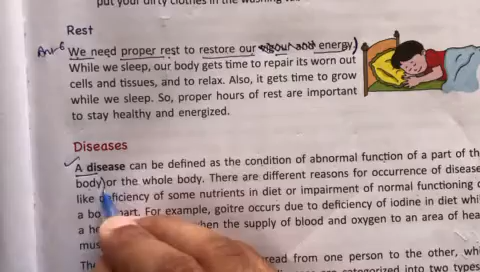 put your dirty clothes in the washing
Rest
Ans 6 We need proper rest to restore our vigour and energy)
While we sleep, our body gets time to repair its worn out
cells and tissues, and to relax. Also, it gets time to grow
while we sleep. So, proper hours of rest are important
to stay healthy and energized.
Diseases
A disease can be defined as the condition of abnormal function of a part of th
body) or the whole body. There are different reasons for occurrence of disease
like deficiency of some nutrients in diet or impairment of normal functioning
a bo part. For example, goitre occurs due to deficiency of iodine in diet whi
a he hen the supply of blood and oxygen to an area of hea
mus
Th read from one person to the other, wh
are categorized into two types